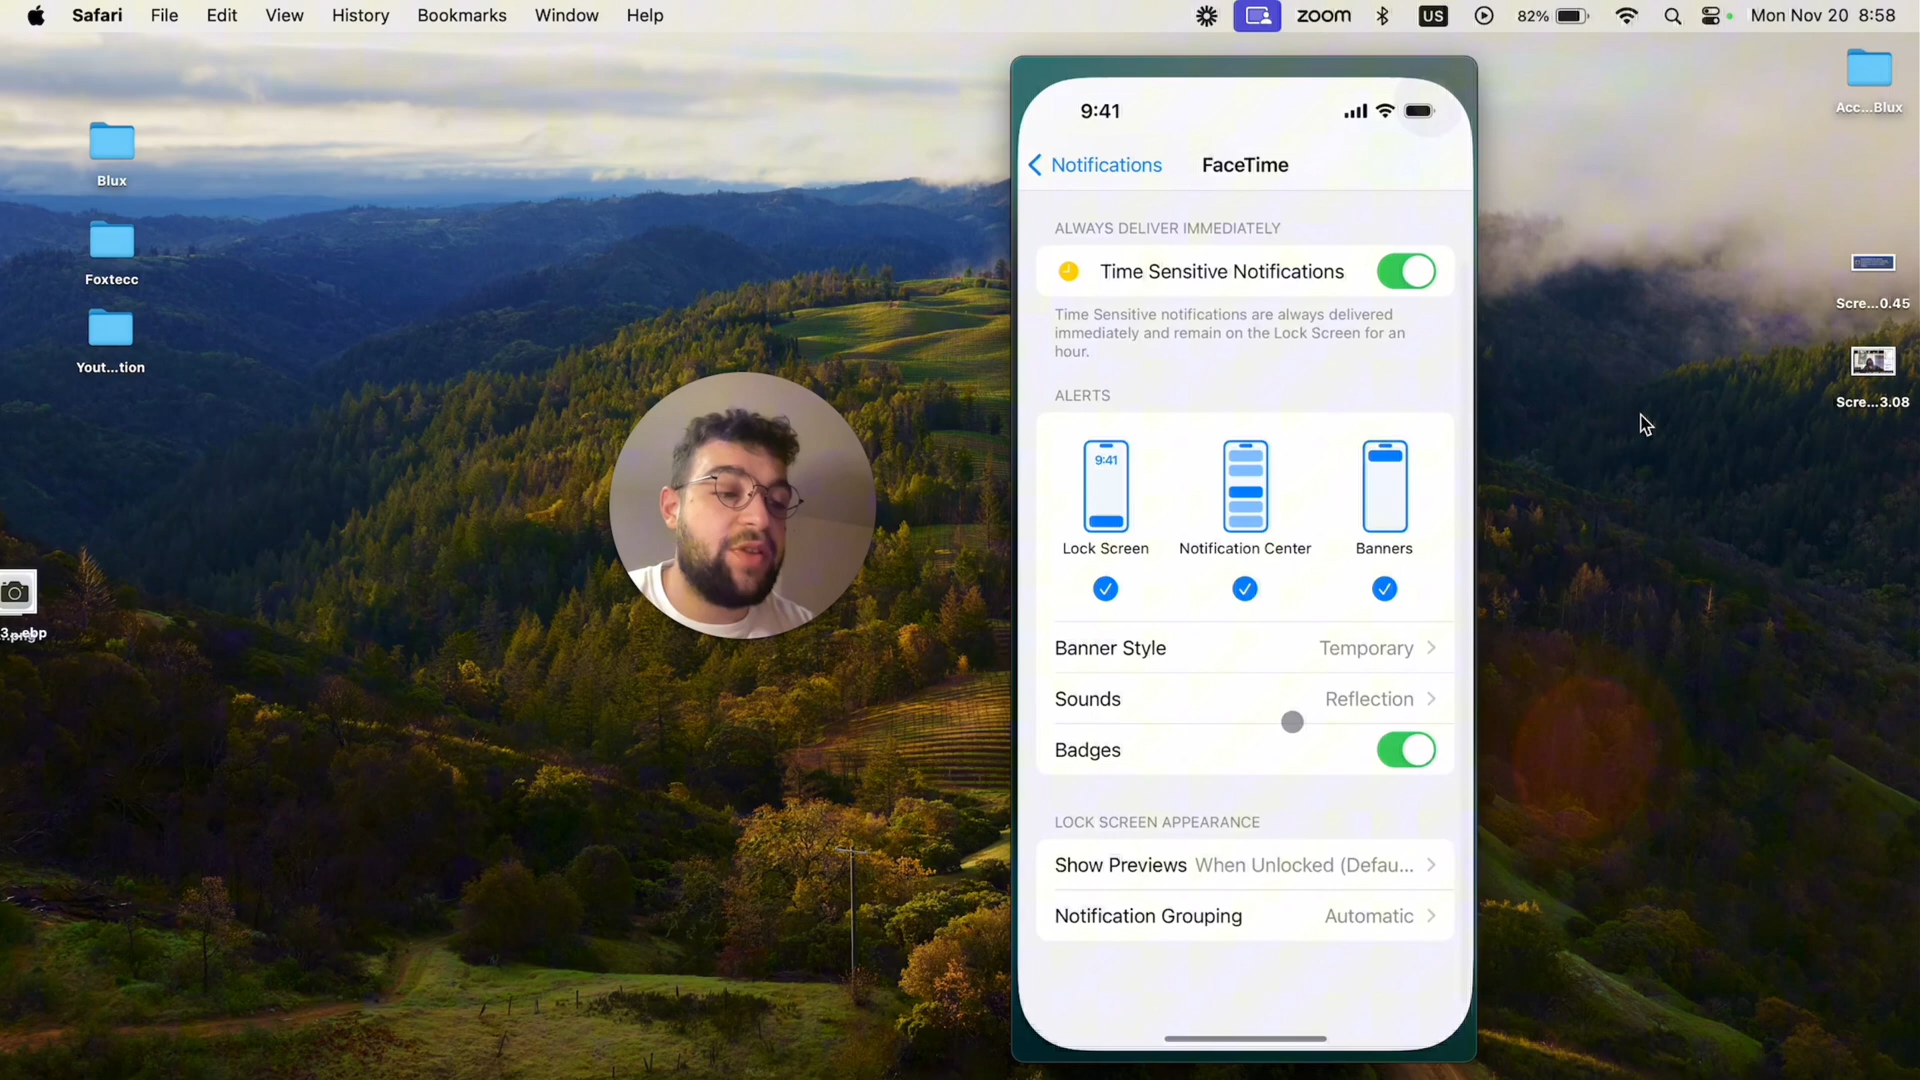 Safari File Edit View History Bookmarks Window Help
zoom US 82% Mon Nov 20 8:58
Blux
Foxtecc
Yout...tion
Acc...Blux
Scre...0.45
Scre...3.08
9:41
Notifications FaceTime
ALWAYS DELIVER IMMEDIATELY
Time Sensitive Notifications
Time Sensitive notifications are always delivered
immediately and remain on the Lock Screen for an
hour.
ALERTS
9:41
Lock Screen Notification Center Banners
Banner Style Temporary
Sounds Reflection
Badges
LOCK SCREEN APPEARANCE
Show Previews When Unlocked (Defau...
Notification Grouping Automatic